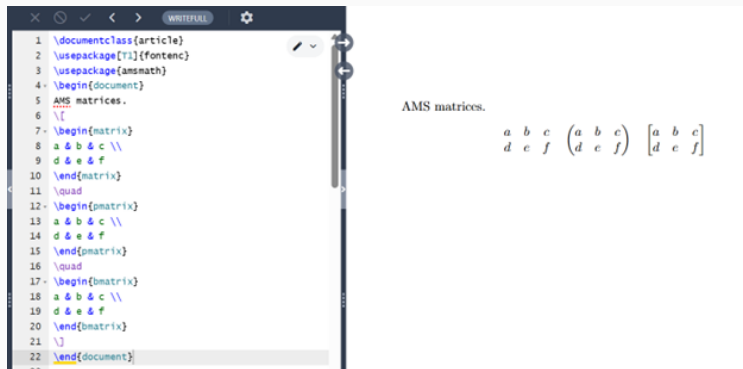 WRITEFULL
1 \documentclass{article}
2 \usepackage[T1]{fontenc}
3 \usepackage{amsmath}
4 \begin{document}
5 AMS matrices.
6 \[
7 \begin{matrix}
8 a & b & c \\
9 d & e & f
10 \end{matrix}
11 \quad
12 \begin{pmatrix}
13 a & b & c \\
14 d & e & f
15 \end{pmatrix}
16 \quad
17 \begin{bmatrix}
18 a & b & c \\
19 d & e & f
20 \end{bmatrix}
21 \]
22 \end{document}
AMS matrices.
a b c (a b c) [a b c]
d e f (d e f) [d e f]